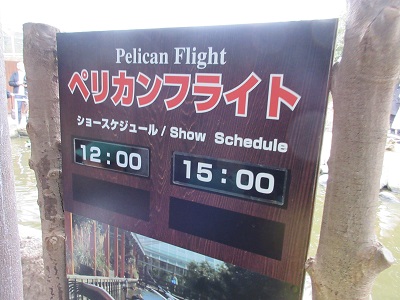 Pelican Flight
ペリカンフライト
ショースケジュール / Show Schedule
12:00 15:00